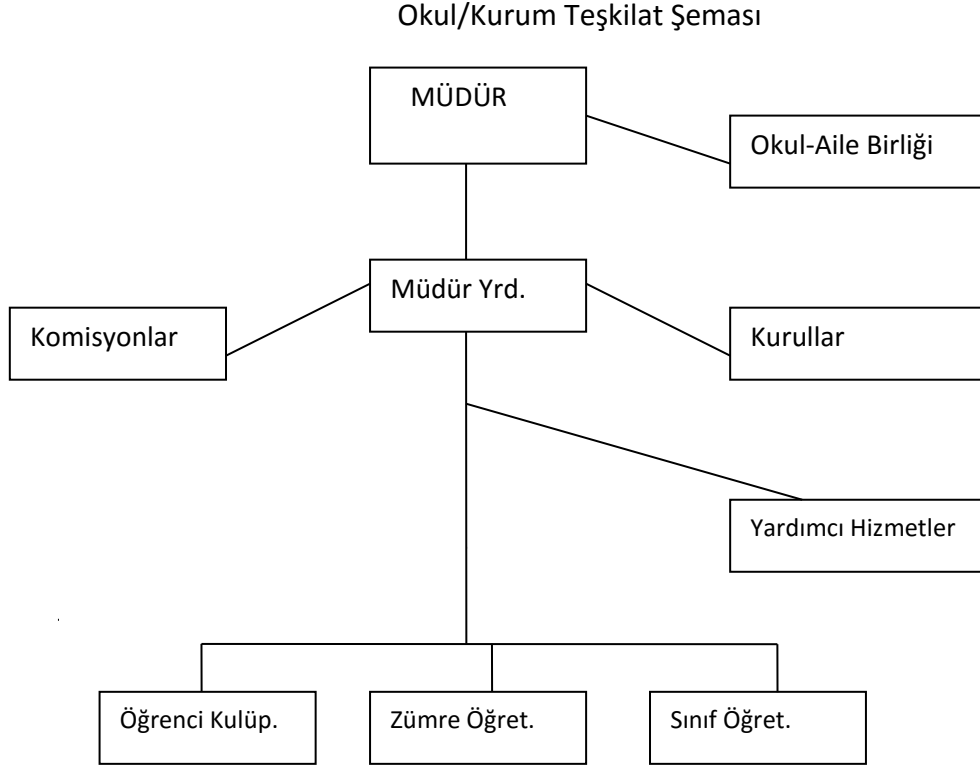 Okul/Kurum Teşkilat Şeması
MÜDÜR
Okul-Aile Birliği
Müdür Yrd.
Komisyonlar
Kurullar
Yardımcı Hizmetler
Öğrenci Kulüp.
Zümre Öğret.
Sınıf Öğret.